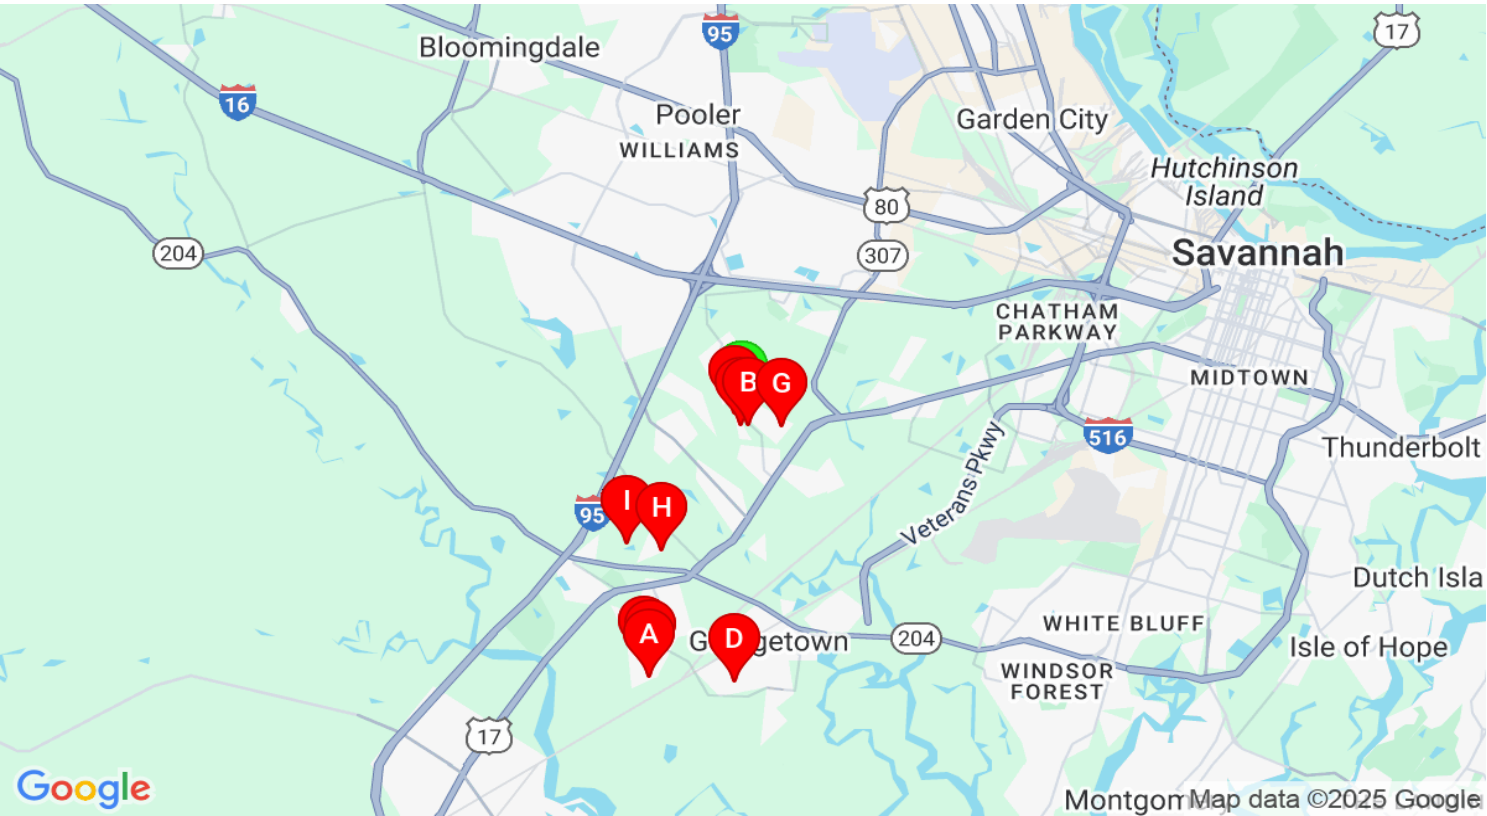 17
95
Bloomingdale
16
Pooler
Garden City
WILLIAMS
Hutchinson
Island
80
204
307
Savannah
CHATHAM
PARKWAY
MIDTOWN
B
G
516
Thunderbolt
Veterans Pkwy
I
H
95
Dutch Isla
A
D
WHITE BLUFF
204
Isle of Hope
WINDSOR
FOREST
17
Google
Map data ©2025 Google